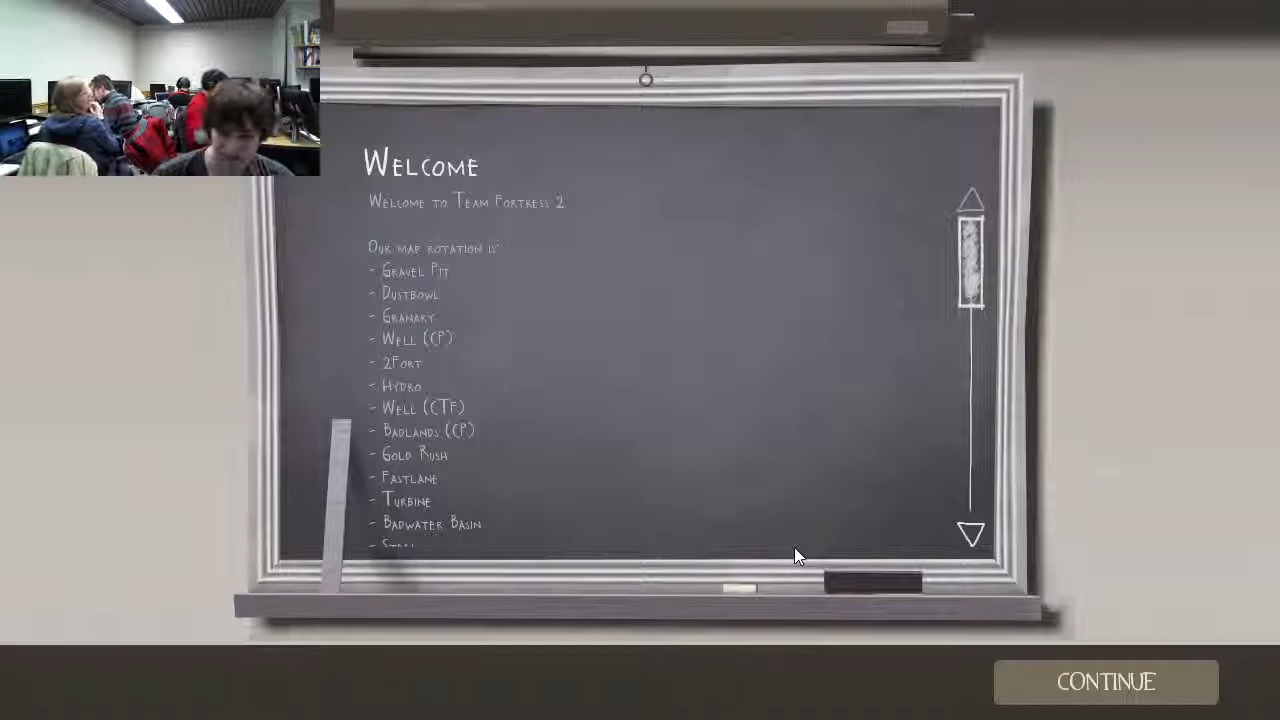 WELCOME
WELCOME TO TEAM FORTRESS 2
OUR MAP ROTATION IS:
- GRAVEL PIT
- DUSTBOWL
- GRANARY
- WELL (CP)
- 2FORT
- HYDRO
- WELL (CTF)
- BADLANDS (CP)
- GOLD RUSH
- FASTLANE
- TURBINE
- BADWATER BASIN
CONTINUE